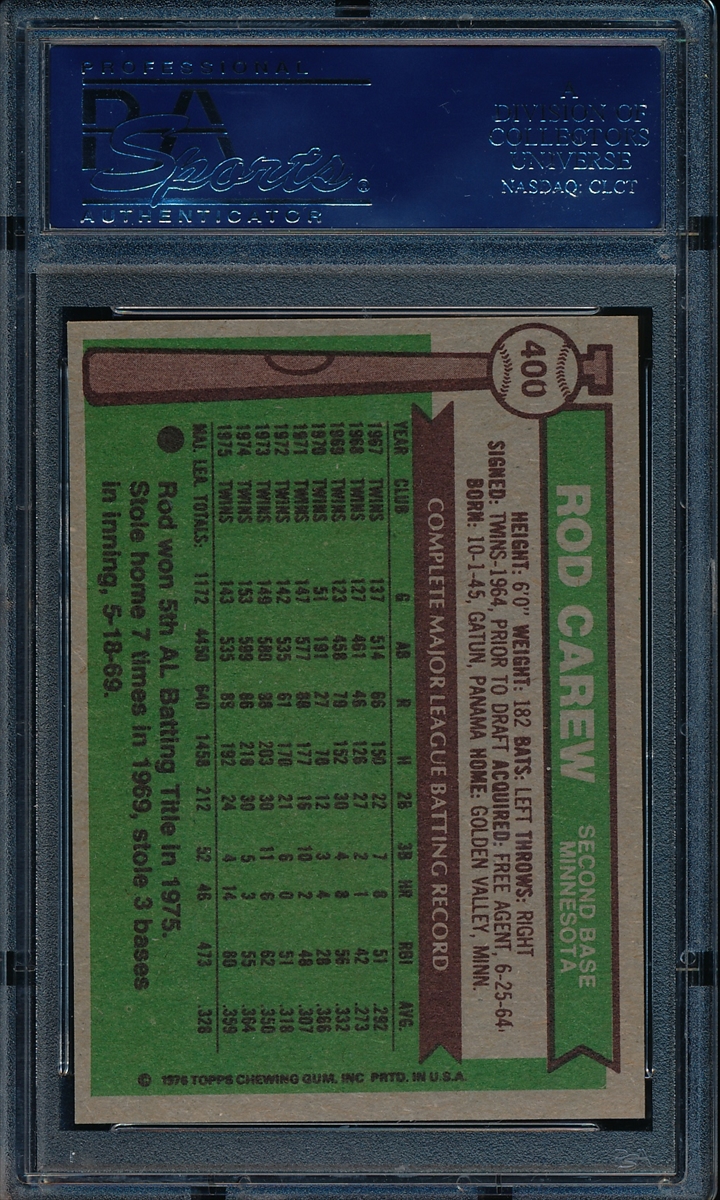 PROFESSIONAL
PSA
Sports®
AUTHENTICATOR
A
DIVISION OF
COLLECTORS
UNIVERSE
NASDAQ: CLCT
400
ROD CAREW
SECOND BASE
MINNESOTA
HEIGHT: 6'0" WEIGHT: 182 BATS: LEFT THROWS: RIGHT
SIGNED: TWINS-1964, PRIOR TO DRAFT ACQUIRED: FREE AGENT, 6-25-64.
BORN: 10-1-45, GATUN, PANAMA HOME: GOLDEN VALLEY, MINN.
COMPLETE MAJOR LEAGUE BATTING RECORD
YEAR CLUB G AB R H 2B 3B HR RBI AVG.
1967 TWINS 137 514 66 150 22 7 8 51 .292
1968 TWINS 127 461 46 126 27 2 1 42 .273
1969 TWINS 123 458 79 152 30 4 8 56 .332
1970 TWINS 51 191 27 70 12 3 4 28 .366
1971 TWINS 147 577 88 177 16 10 2 48 .307
1972 TWINS 142 535 61 170 21 6 0 51 .318
1973 TWINS 149 580 98 203 30 11 6 62 .350
1974 TWINS 153 599 86 218 30 5 3 55 .364
1975 TWINS 143 535 89 192 24 4 14 80 .359
MAJ. LEA. TOTALS: 1172 4450 640 1458 212 52 46 473 .328
Rod won 5th AL Batting Title in 1975.
Stole home 7 times in 1969, stole 3 bases
in inning, 5-18-69.
© 1976 TOPPS CHEWING GUM, INC PRTD. IN U.S.A.